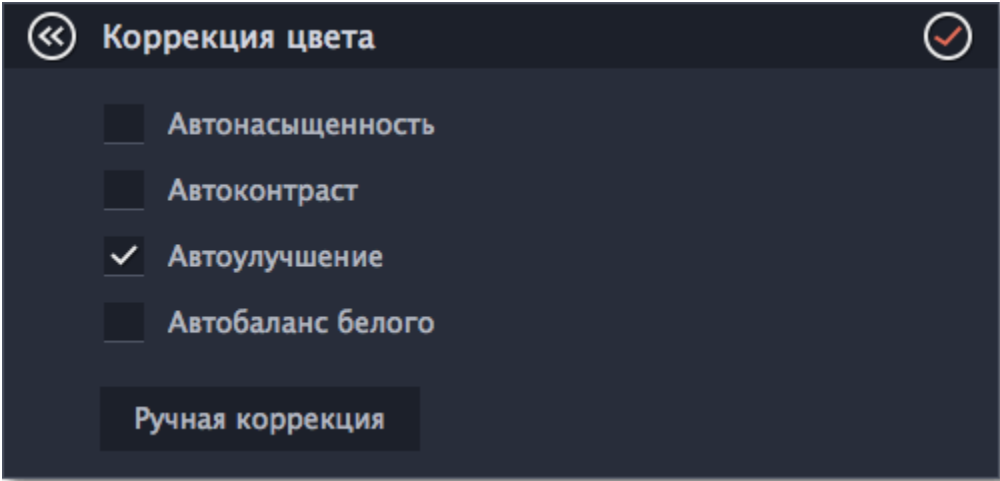 Коррекция цвета
Автонасыщенность
Автоконтраст
Автоулучшение
Автобаланс белого
Ручная коррекция